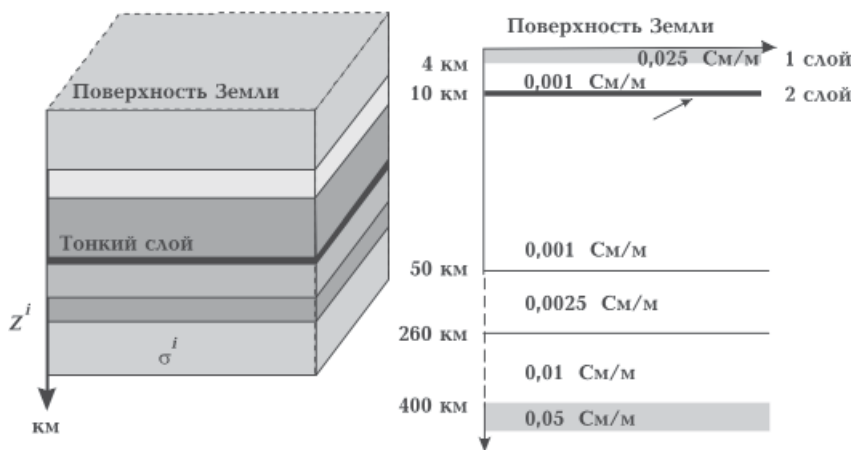 Поверхность Земли
Тонкий слой
Z^i
σ^i
км
Поверхность Земли
0,025 См/м
1 слой
4 км
0,001 См/м
10 км
2 слой
0,001 См/м
50 км
0,0025 См/м
260 км
0,01 См/м
400 км
0,05 См/м